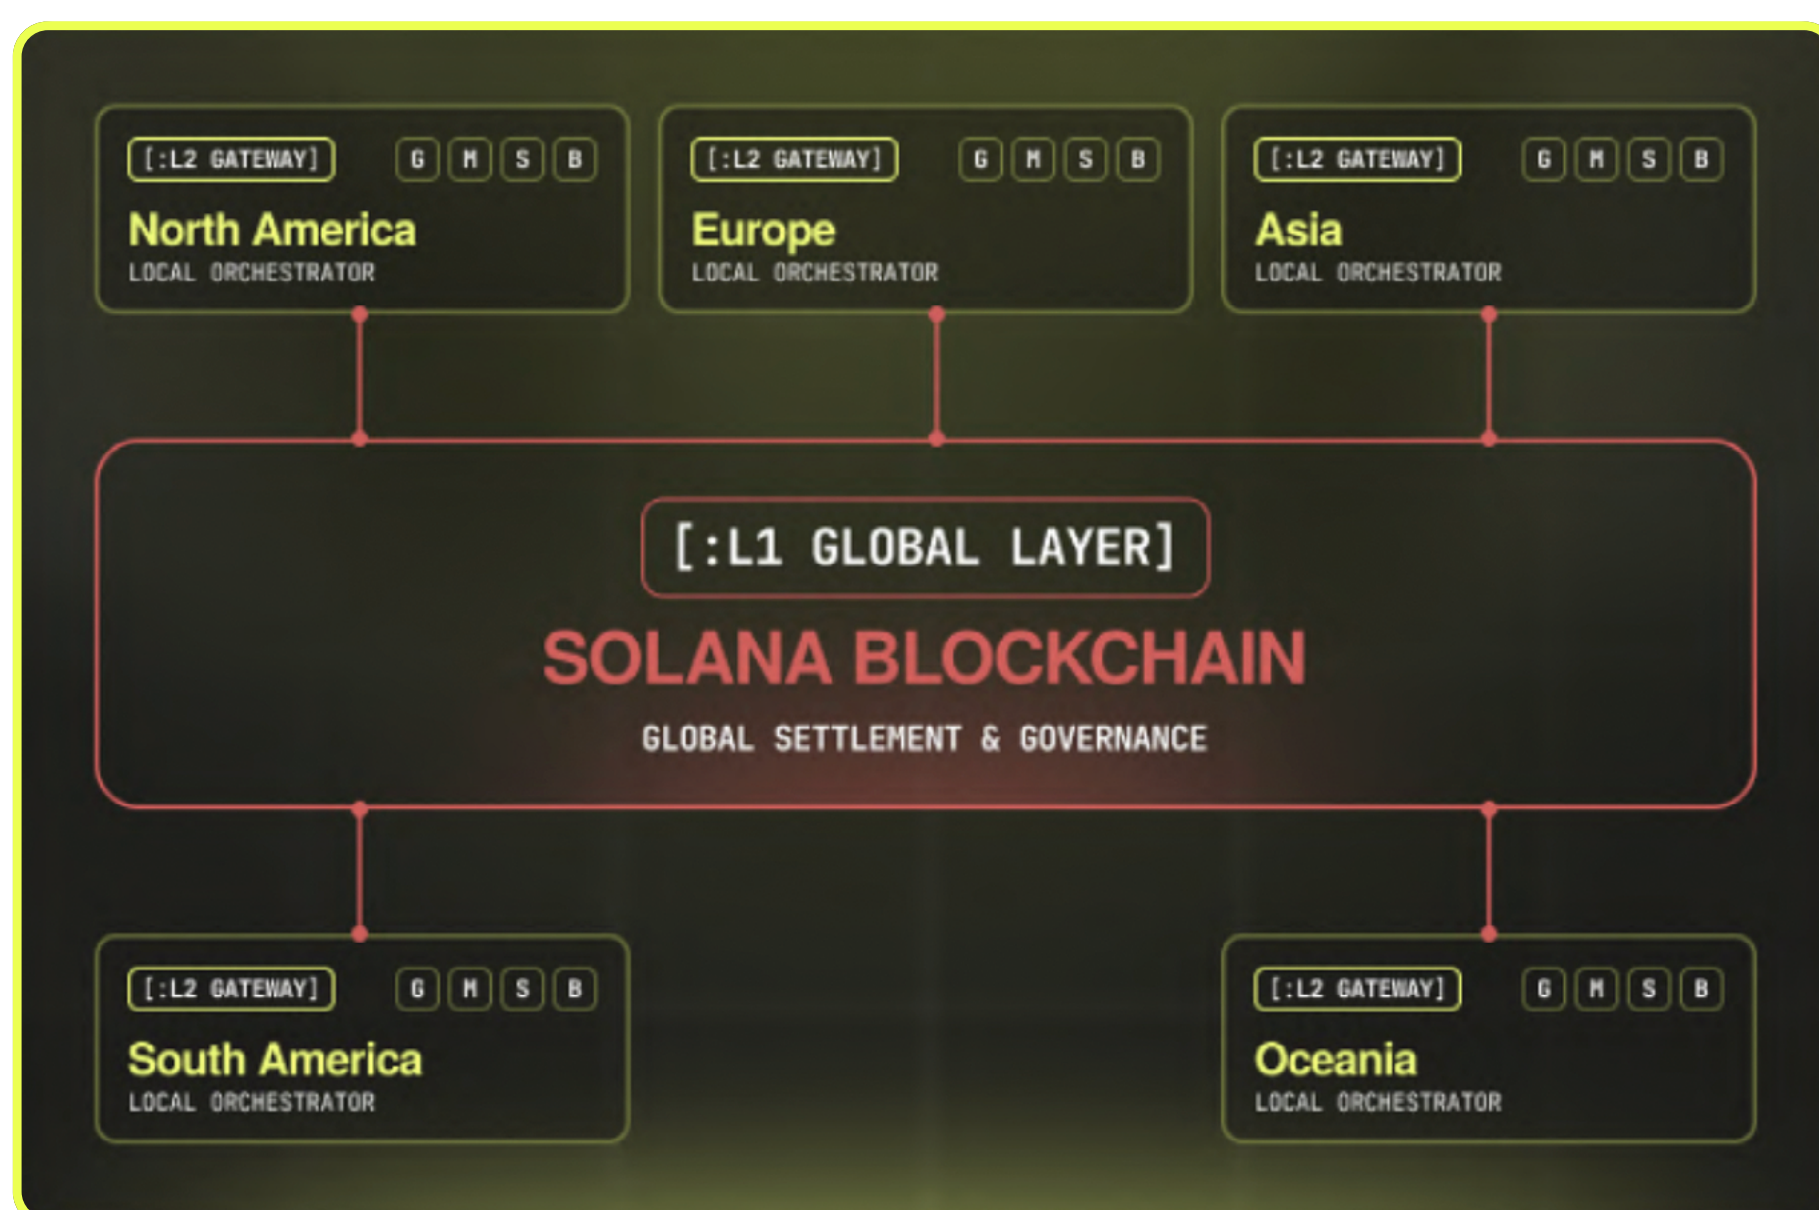 [:L2 GATEWAY] G M S B
North America
LOCAL ORCHESTRATOR
[:L2 GATEWAY] G M S B
Europe
LOCAL ORCHESTRATOR
[:L2 GATEWAY] G M S B
Asia
LOCAL ORCHESTRATOR
[:L1 GLOBAL LAYER]
SOLANA BLOCKCHAIN
GLOBAL SETTLEMENT & GOVERNANCE
[:L2 GATEWAY] G M S B
South America
LOCAL ORCHESTRATOR
[:L2 GATEWAY] G M S B
Oceania
LOCAL ORCHESTRATOR